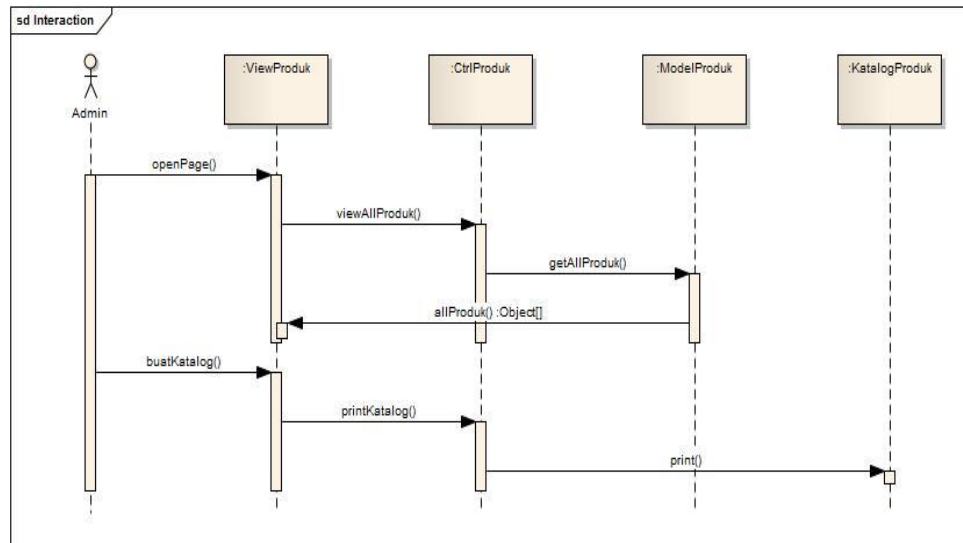 sd Interaction
:ViewProduk
:CtrlProduk
:ModelProduk
:KatalogProduk
Admin
openPage()
viewAllProduk()
getAllProduk()
allProduk() :Object[]
buatKatalog()
printKatalog()
print()